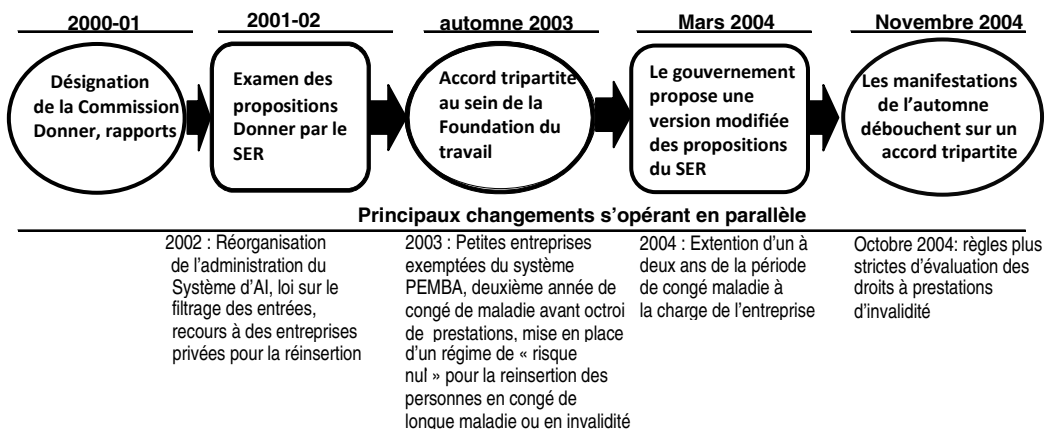 2000-01
2001-02
automne 2003
Mars 2004
Novembre 2004
Désignation
de la Commission
Donner, rapports
Examen des
propositions
Donner par le
SER
Accord tripartite
au sein de la
Foundation du
travail
Le gouvernement
propose une
version modifiée
des propositions
du SER
Les manifestations
de l'automne
débouchent sur un
accord tripartite
Principaux changements s'opérant en parallèle
2002 : Réorganisation
de l'administration du
Système d'AI, loi sur le
filtrage des entrées,
recours à des entreprises
privées pour la réinsertion
2003 : Petites entreprises
exemptées du système
PEMBA, deuxième année de
congé de maladie avant octroi
de prestations, mise en place
d'un régime de « risque
nul » pour la reinsertion des
personnes en congé de
longue maladie ou en invalidité
2004 : Extention d'un à
deux ans de la période
de congé maladie à
la charge de l'enteprise
Octobre 2004: règles plus
strictes d'évaluation des
droits à prestations
d'invalidité